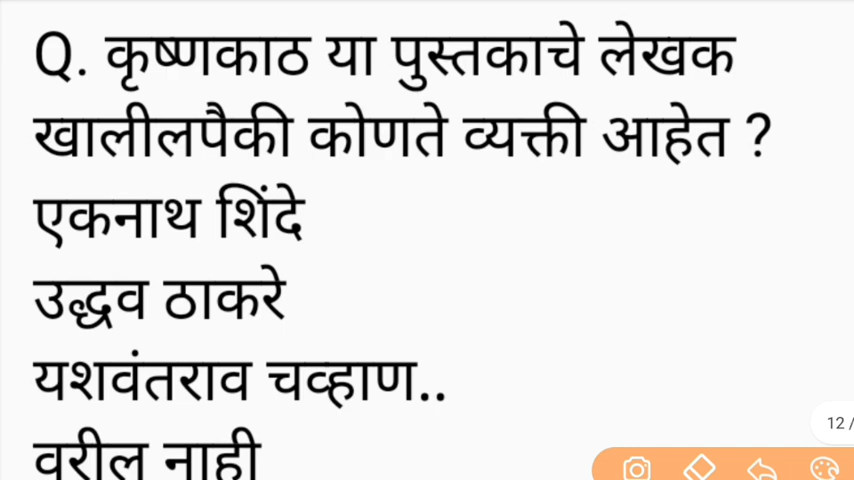 Q. कृष्णकाठ या पुस्तकाचे लेखक
खालीलपैकी कोणते व्यक्ती आहेत ?
एकनाथ शिंदे
उद्धव ठाकरे
यशवंतराव चव्हाण..
वरील नाही
12 /